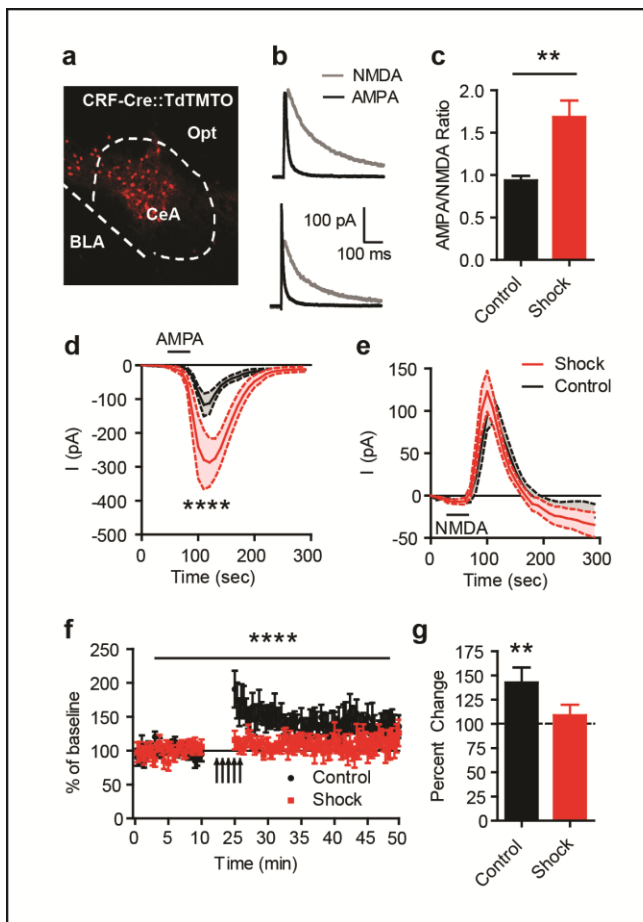 a
CRF-Cre::TdTMTO
Opt
CeA
BLA
b
NMDA
AMPA
100 pA
100 ms
c
**
AMPA/NMDA Ratio
2.0
1.5
1.0
0.5
0.0
Control
Shock
d
AMPA
I (pA)
0
-100
-200
-300
-400
-500
****
0
100
200
300
Time (sec)
e
Shock
Control
I (pA)
150
100
50
0
-50
NMDA
0
100
200
300
Time (sec)
f
****
% of baseline
250
200
150
100
50
0
Control
Shock
0
5
10
25
30
35
40
45
50
Time (min)
g
**
Percent Change
175
150
125
100
75
50
25
0
Control
Shock